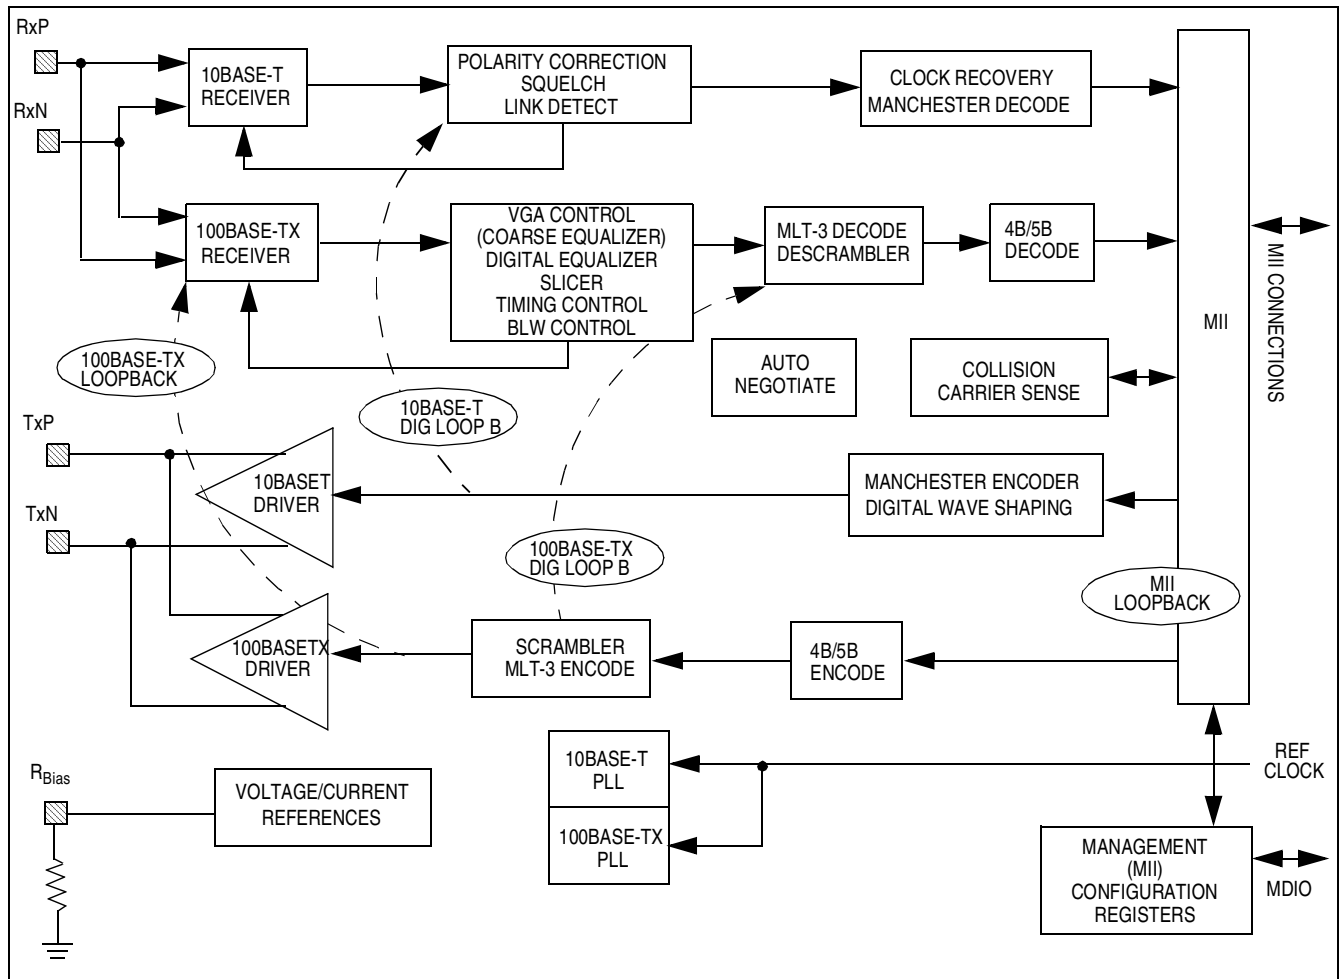 RxP
RxN
10BASE-T
RECEIVER
POLARITY CORRECTION
SQUELCH
LINK DETECT
CLOCK RECOVERY
MANCHESTER DECODE
100BASE-TX
RECEIVER
VGA CONTROL
(COARSE EQUALIZER)
DIGITAL EQUALIZER
SLICER
TIMING CONTROL
BLW CONTROL
MLT-3 DECODE
DESCRAMBLER
4B/5B
DECODE
MII
MII CONNECTIONS
100BASE-TX
LOOPBACK
10BASE-T
DIG LOOP B
AUTO
NEGOTIATE
COLLISION
CARRIER SENSE
TxP
TxN
10BASET
DRIVER
MANCHESTER ENCODER
DIGITAL WAVE SHAPING
100BASE-TX
DIG LOOP B
MII
LOOPBACK
100BASETX
DRIVER
SCRAMBLER
MLT-3 ENCODE
4B/5B
ENCODE
RBias
VOLTAGE/CURRENT
REFERENCES
10BASE-T
PLL
100BASE-TX
PLL
REF
CLOCK
MANAGEMENT
(MII)
CONFIGURATION
REGISTERS
MDIO